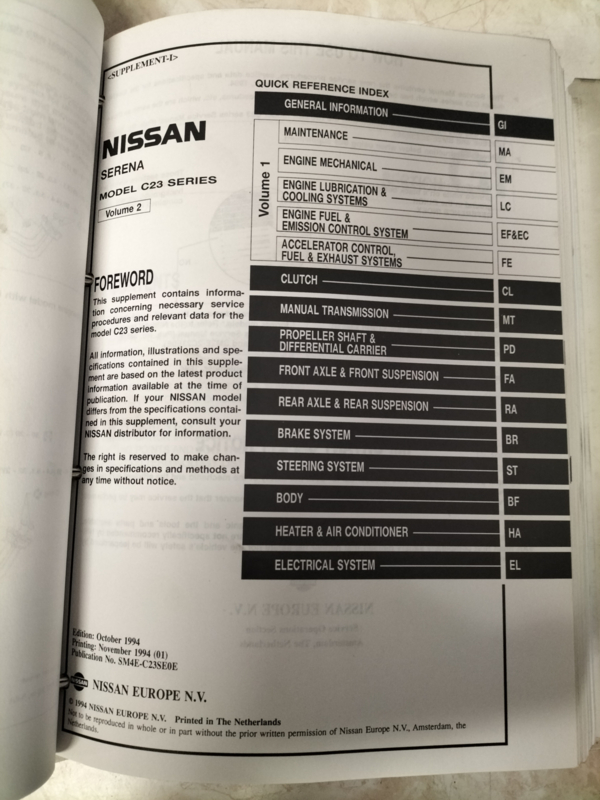 <SUPPLEMENT-I>
NISSAN
SERENA
MODEL C23 SERIES
Volume 2
FOREWORD
This supplement contains informa-
tion concerning necessary service
procedures and relevant data for the
model C23 series.
All information, illustrations and spe-
cifications contained in this supple-
ment are based on the latest product
information available at the time of
publication. If your NISSAN model
differs from the specifications contai-
ned in this supplement, consult your
NISSAN distributor for information.
The right is reserved to make chan-
ges in specifications and methods at
any time without notice.
QUICK REFERENCE INDEX
GENERAL INFORMATION GI
Volume 1
MAINTENANCE MA
ENGINE MECHANICAL EM
ENGINE LUBRICATION &
COOLING SYSTEMS LC
ENGINE FUEL &
EMISSION CONTROL SYSTEM EF&EC
ACCELERATOR CONTROL,
FUEL & EXHAUST SYSTEMS FE
CLUTCH CL
MANUAL TRANSMISSION MT
PROPELLER SHAFT &
DIFFERENTIAL CARRIER PD
FRONT AXLE & FRONT SUSPENSION FA
REAR AXLE & REAR SUSPENSION RA
BRAKE SYSTEM BR
STEERING SYSTEM ST
BODY BF
HEATER & AIR CONDITIONER HA
ELECTRICAL SYSTEM EL
Edition: October 1994
Printing: November 1994 (01)
Publication No. SM4E-C23SE0E
NISSAN EUROPE N.V.
© 1994 NISSAN EUROPE N.V. Printed in The Netherlands
Not to be reproduced in whole or in part without the prior written permission of Nissan Europe N.V., Amsterdam, the
Netherlands.